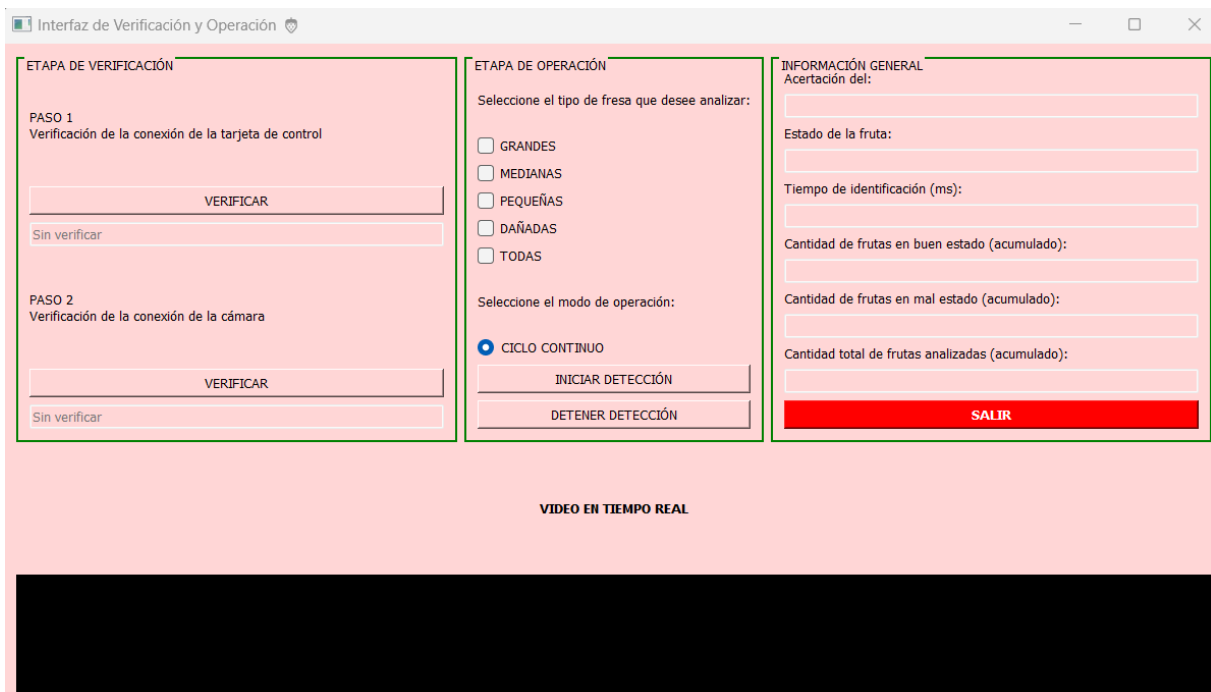 Interfaz de Verificación y Operación
ETAPA DE VERIFICACIÓN
PASO 1
Verificación de la conexión de la tarjeta de control
VERIFICAR
Sin verificar
PASO 2
Verificación de la conexión de la cámara
VERIFICAR
Sin verificar
ETAPA DE OPERACIÓN
Seleccione el tipo de fresa que desee analizar:
GRANDES
MEDIANAS
PEQUEÑAS
DAÑADAS
TODAS
Seleccione el modo de operación:
CICLO CONTINUO
INICIAR DETECCIÓN
DETENER DETECCIÓN
INFORMACIÓN GENERAL
Acertación del:
Estado de la fruta:
Tiempo de identificación (ms):
Cantidad de frutas en buen estado (acumulado):
Cantidad de frutas en mal estado (acumulado):
Cantidad total de frutas analizadas (acumulado):
SALIR
VIDEO EN TIEMPO REAL